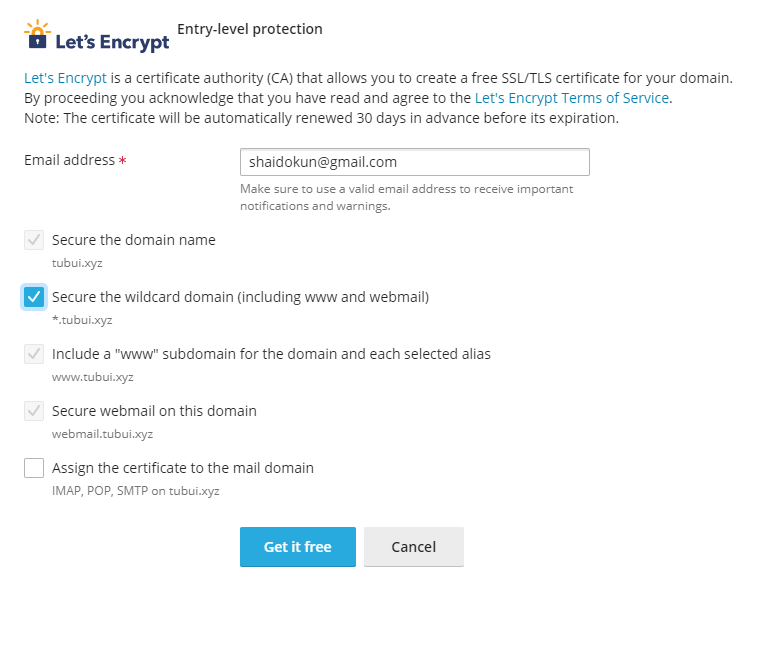 Let's Encrypt Entry-level protection
Let's Encrypt is a certificate authority (CA) that allows you to create a free SSL/TLS certificate for your domain.
By proceeding you acknowledge that you have read and agree to the Let's Encrypt Terms of Service.
Note: The certificate will be automatically renewed 30 days in advance before its expiration.
Email address * shaidokun@gmail.com
Make sure to use a valid email address to receive important
notifications and warnings.
Secure the domain name
tubui.xyz
Secure the wildcard domain (including www and webmail)
*.tubui.xyz
Include a "www" subdomain for the domain and each selected alias
www.tubui.xyz
Secure webmail on this domain
webmail.tubui.xyz
Assign the certificate to the mail domain
IMAP, POP, SMTP on tubui.xyz
Get it free Cancel